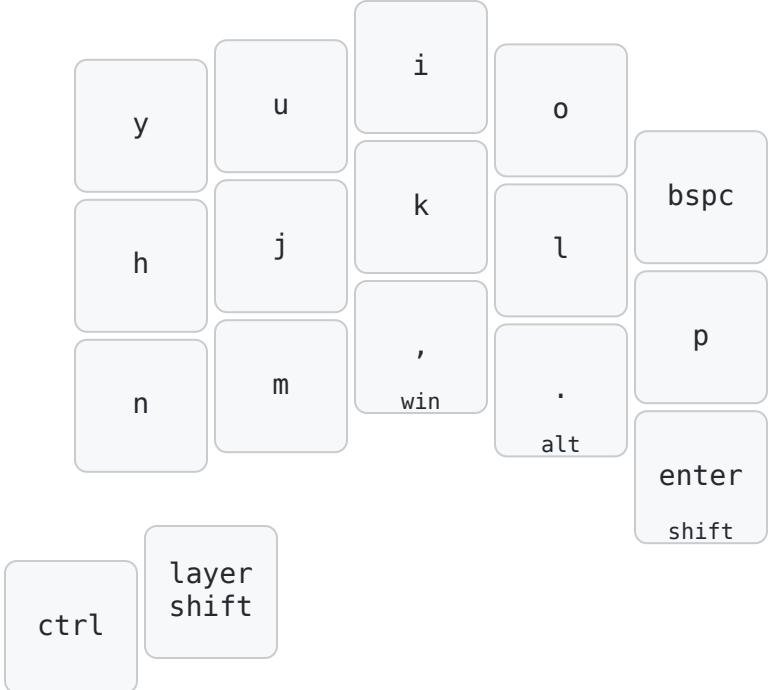 y u i o bspc
h j k l p
n m , . enter
win alt shift
ctrl layer
shift